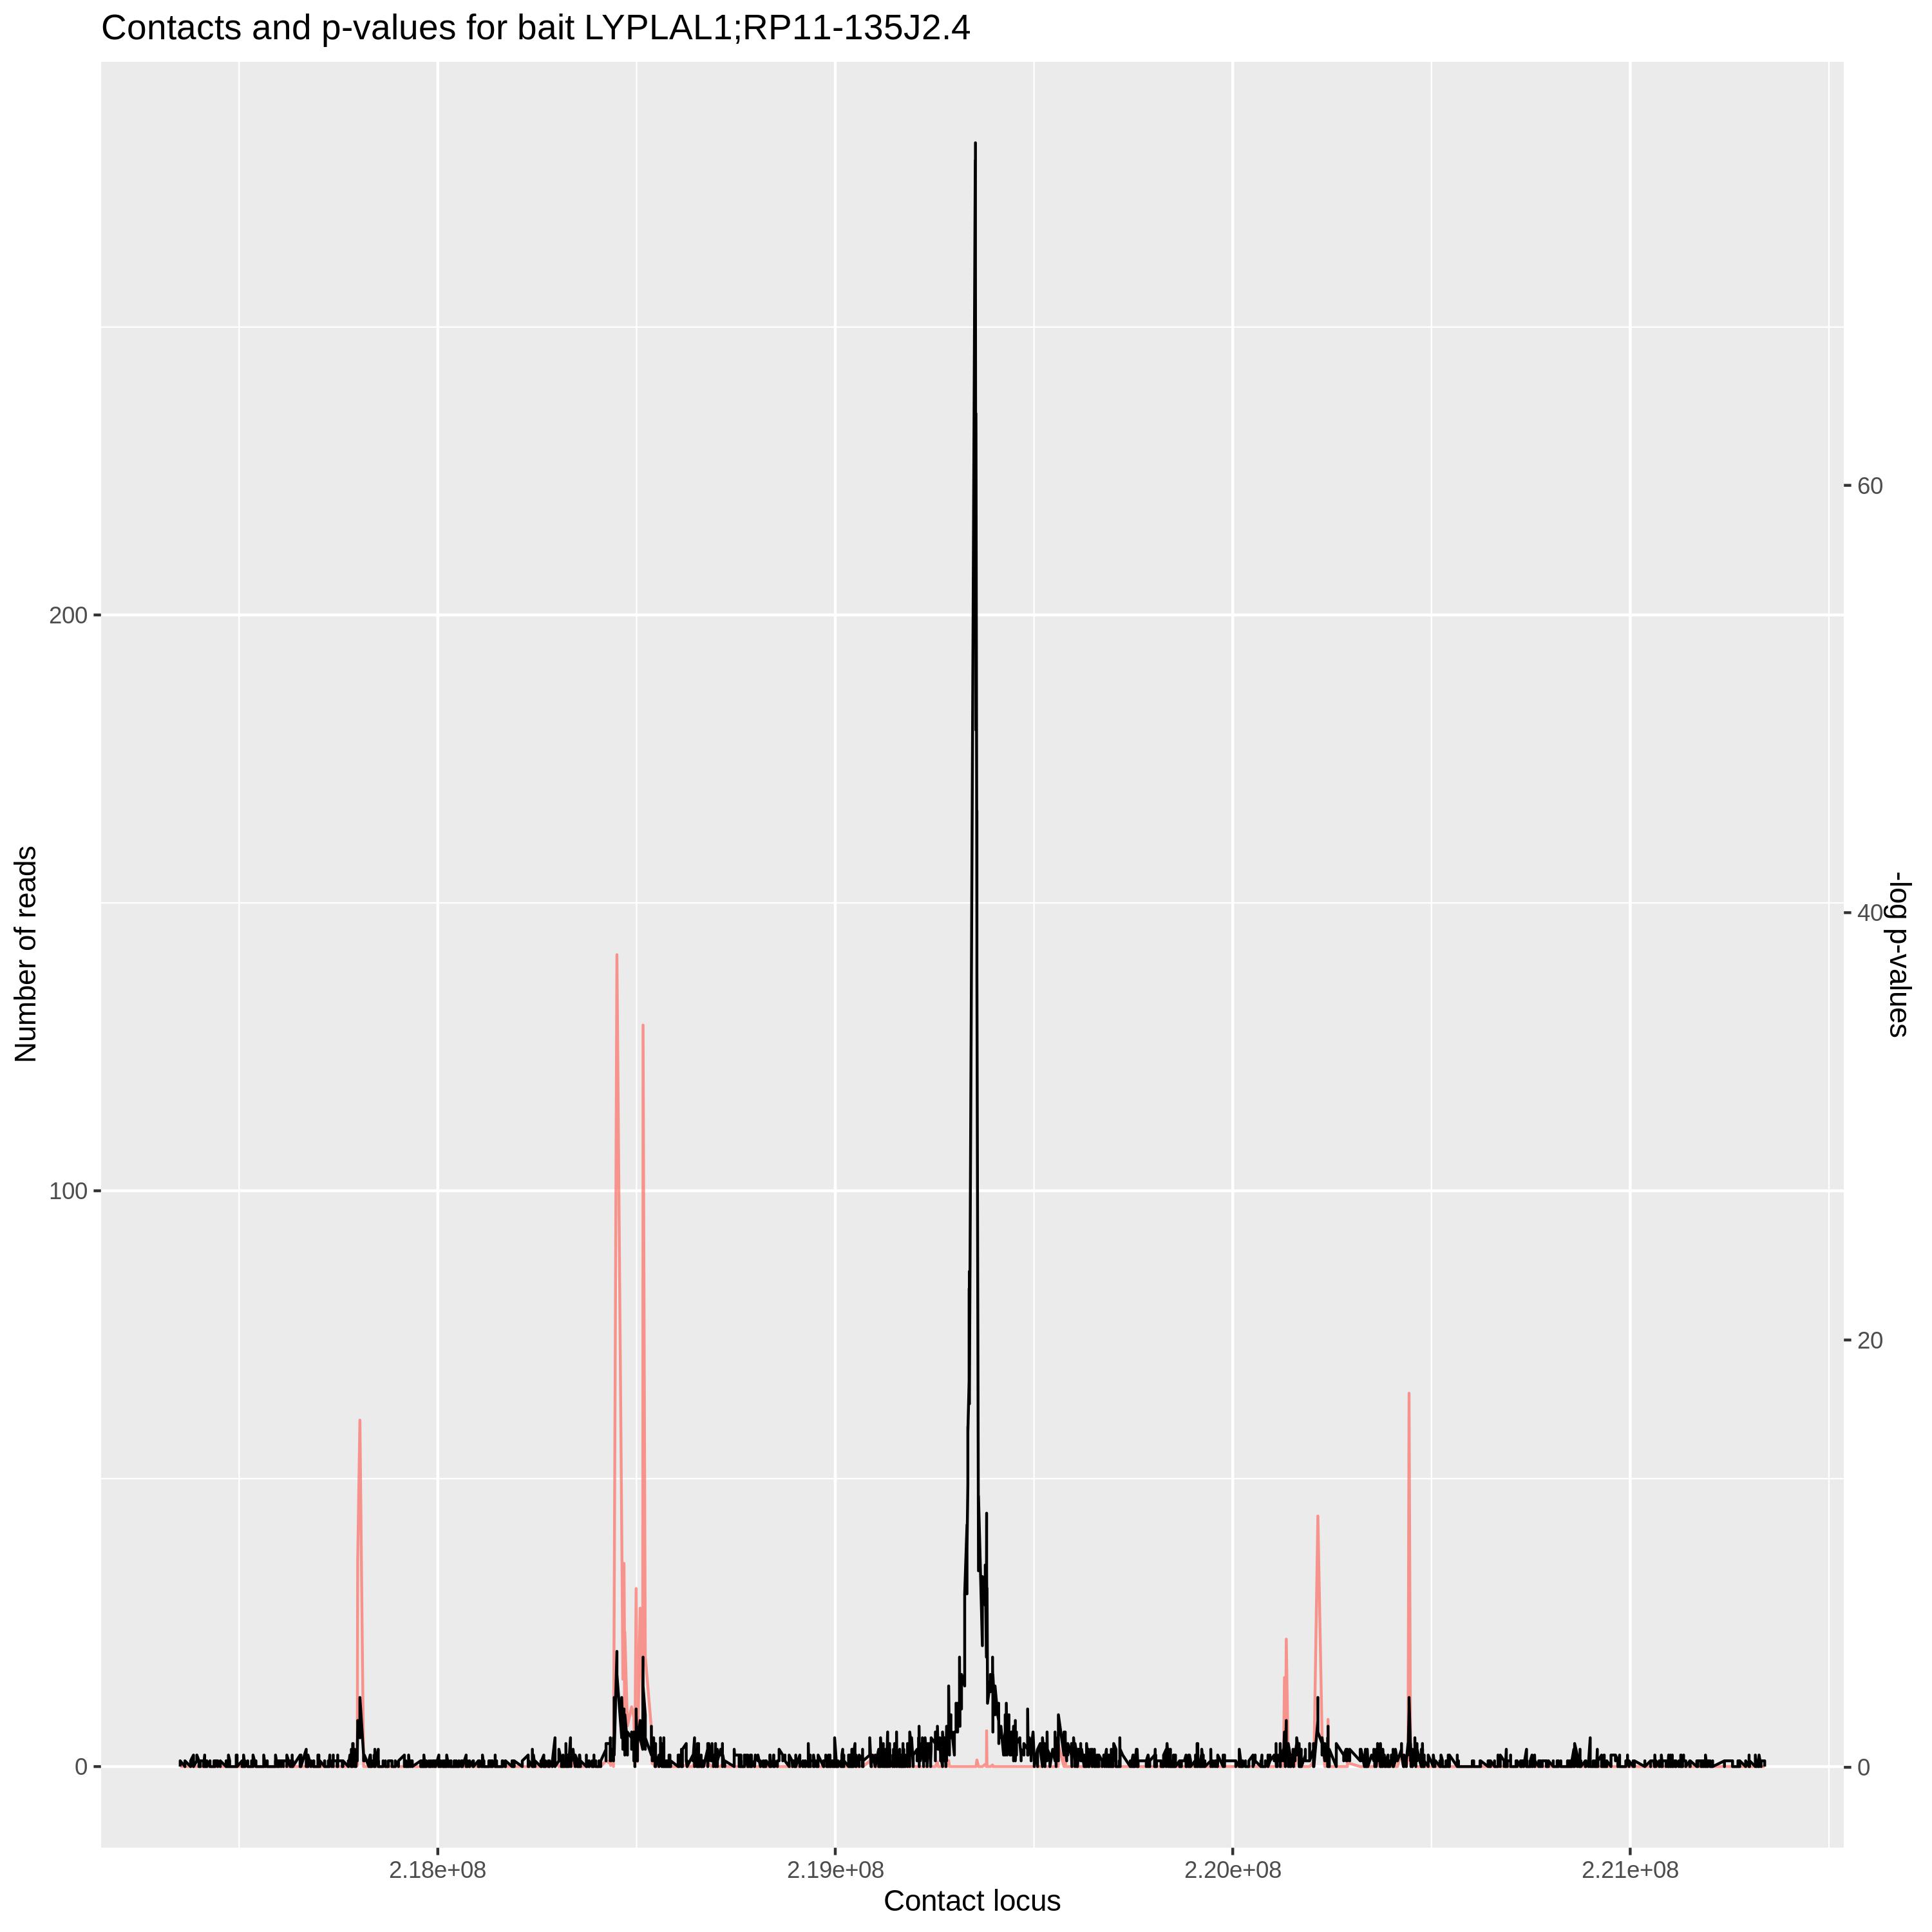 Contacts and p-values for bait LYPLAL1;RP11-135J2.4
Number of reads
200
100
0
60
40
20
0
-log p-values
2.18e+08
2.19e+08
2.20e+08
2.21e+08
Contact locus